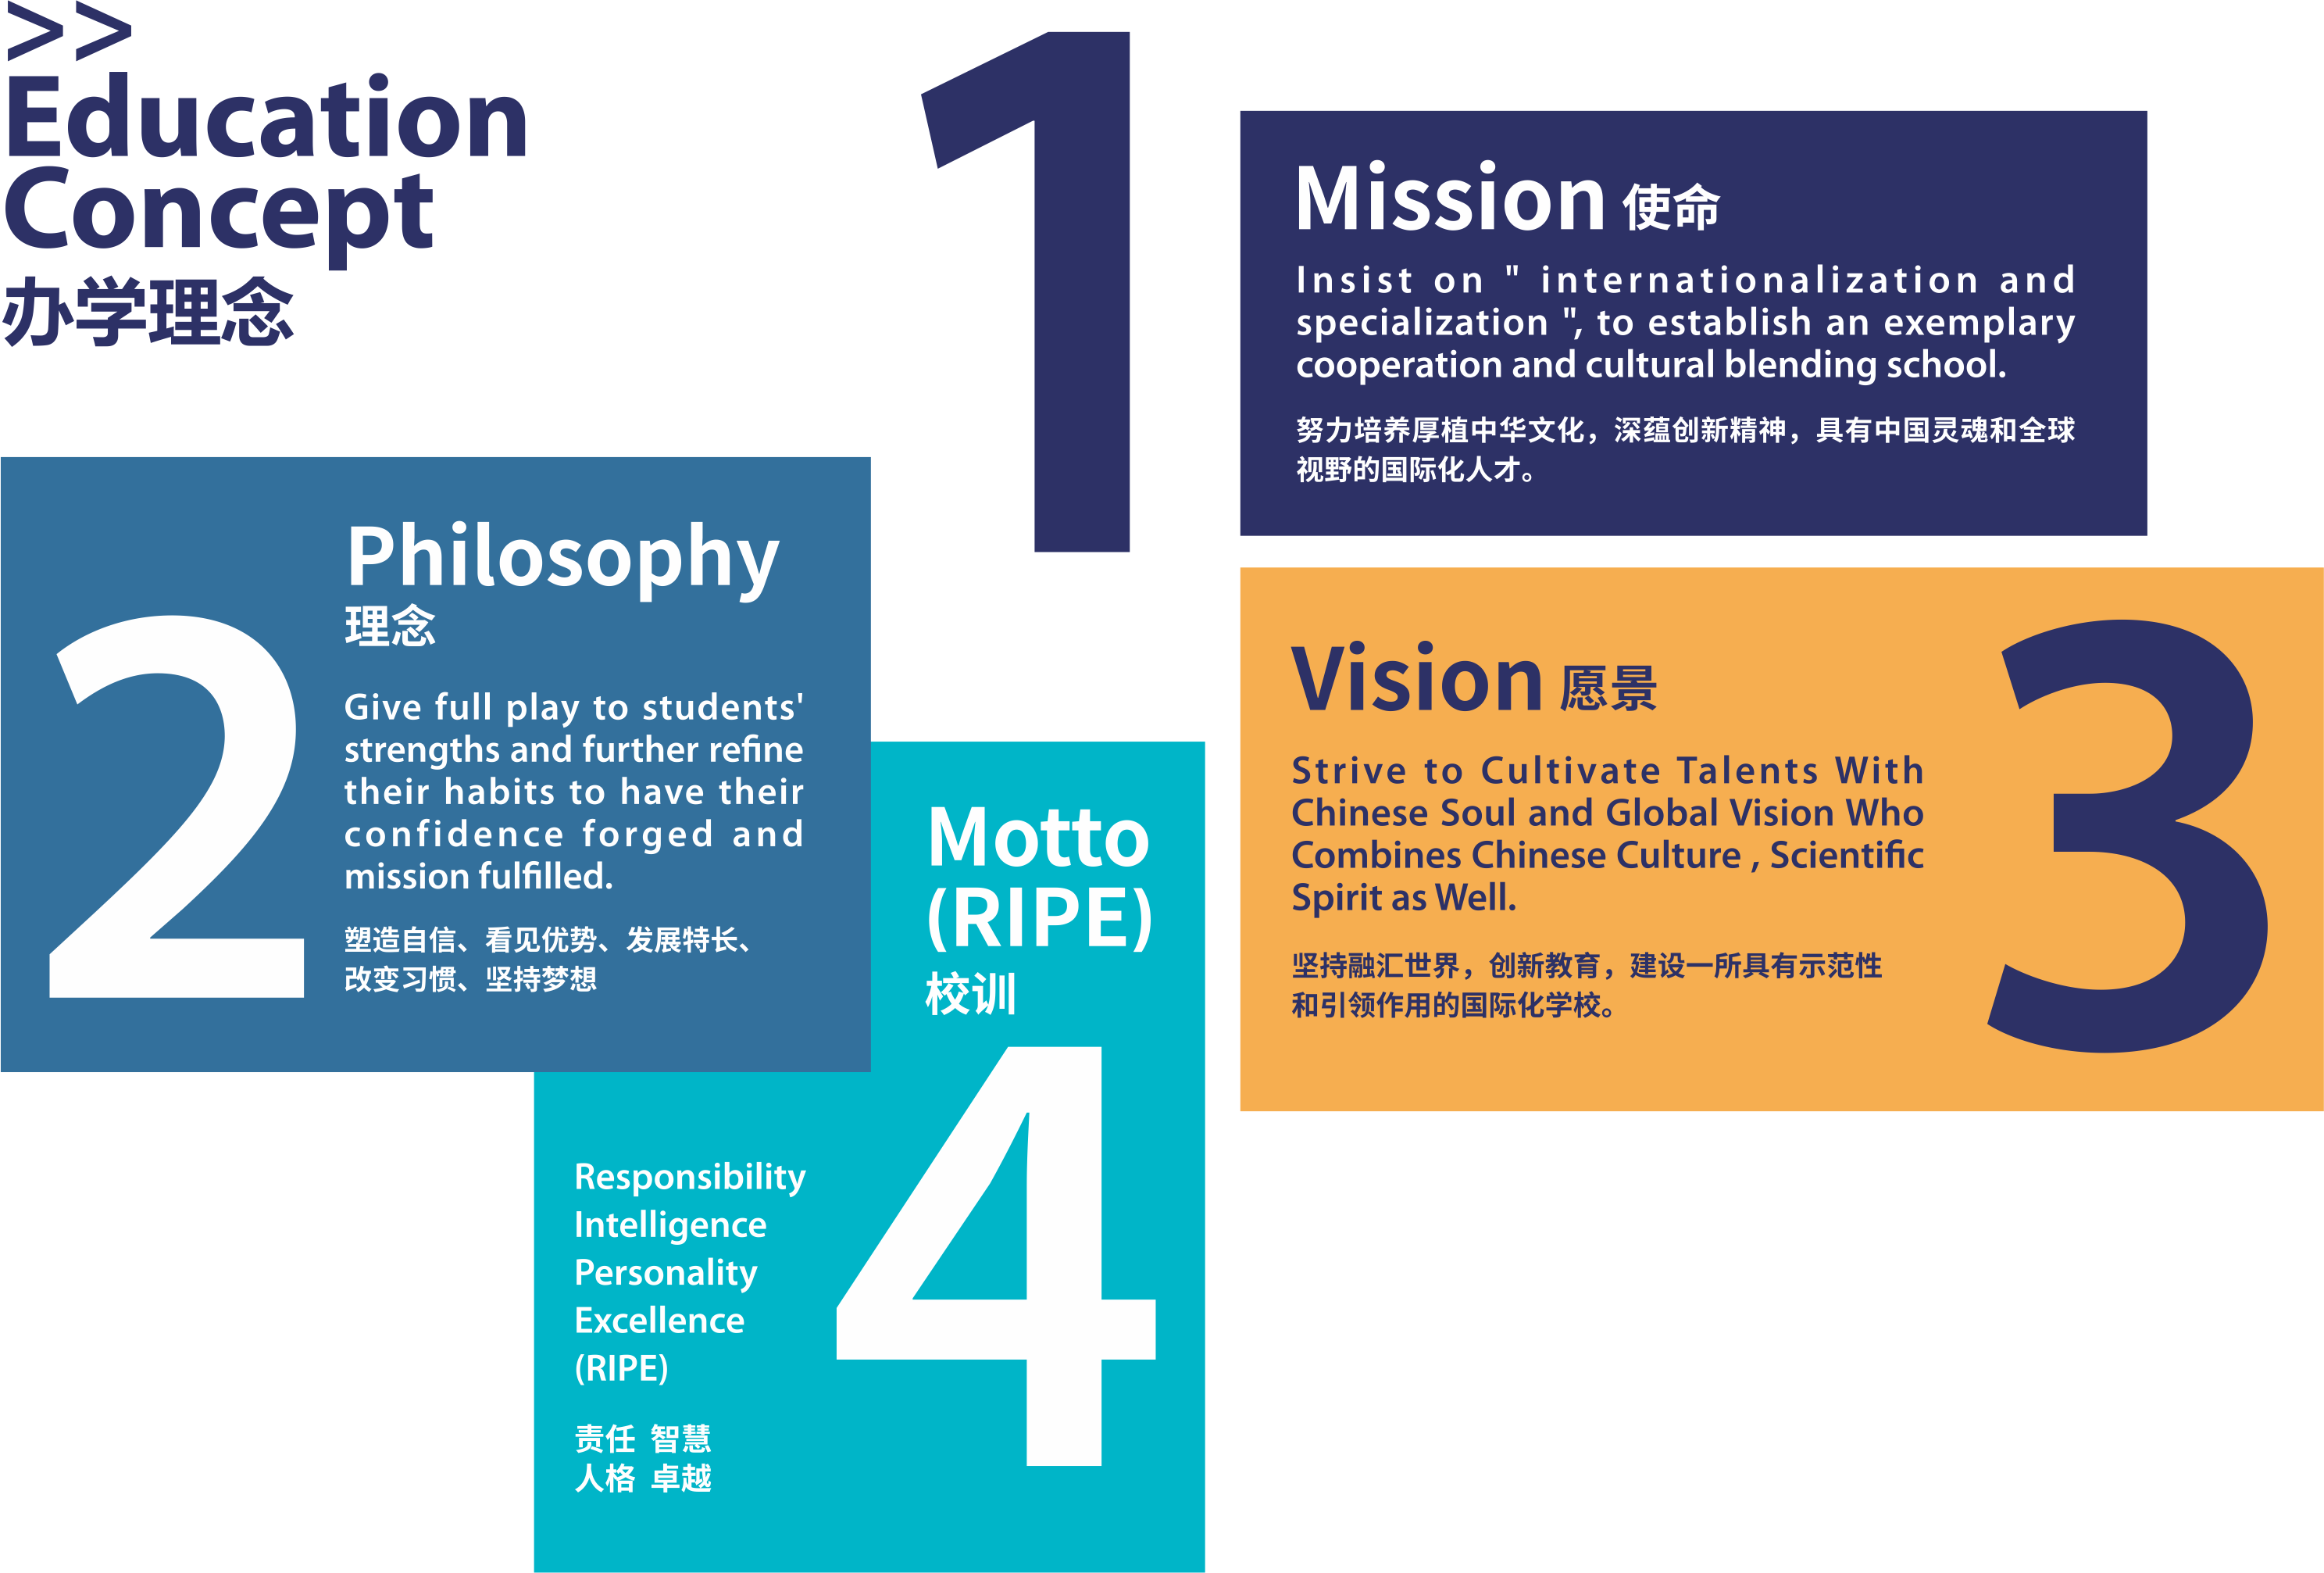 >>
Education
Concept
办学理念
1
Mission 使命
Insist on " internationalization and
specialization ", to establish an exemplary
cooperation and cultural blending school.
努力培养厚植中华文化，深蕴创新精神，具有中国灵魂和全球
视野的国际化人才。
2
Philosophy
理念
Give full play to students'
strengths and further refine
their habits to have their
confidence forged and
mission fulfilled.
塑造自信、看见优势、发展特长、
改变习惯、坚持梦想
3
Vision 愿景
Strive to Cultivate Talents With
Chinese Soul and Global Vision Who
Combines Chinese Culture , Scientific
Spirit as Well.
坚持融汇世界，创新教育，建设一所具有示范性
和引领作用的国际化学校。
Motto
(RIPE)
校训
4
Responsibility
Intelligence
Personality
Excellence
(RIPE)
责任 智慧
人格 卓越